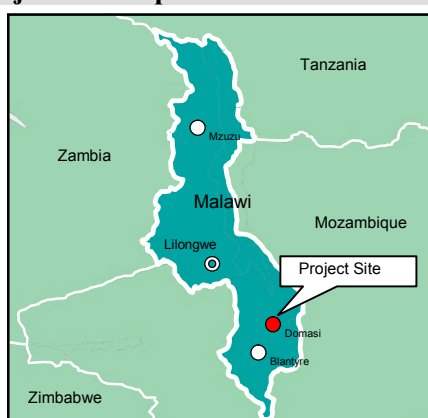 Tanzania
Mzuzu
Zambia
Malawi
Mozambique
Lilongwe
Project Site
Domasi
Blantyre
Zimbabwe